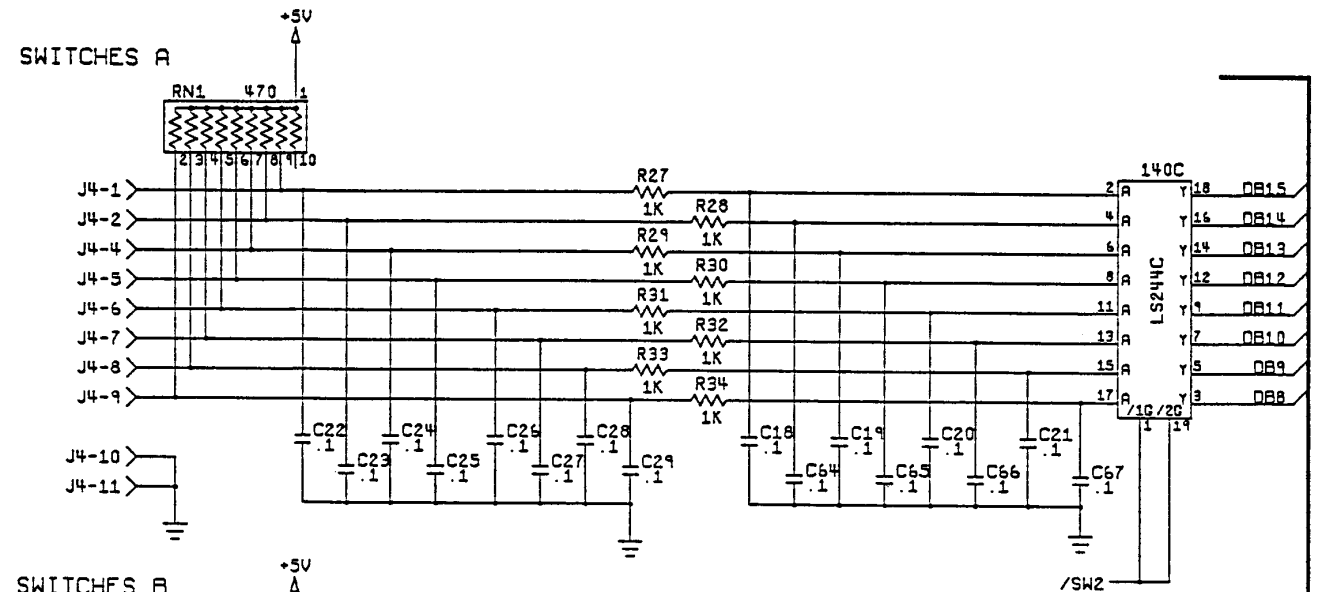 +5V
SWITCHES A
RN1 470 1
2 3 4 5 6 7 8 9 10
140C
J4-1 R27 1K 2 A Y 18 DB15
J4-2 R28 1K 4 A Y 16 DB14
J4-4 R29 1K 6 A Y 14 DB13
J4-5 R30 1K 8 A Y 12 DB12
J4-6 R31 1K 11 A Y 9 DB11
J4-7 R32 1K 13 A Y 7 DB10
J4-8 R33 1K 15 A Y 5 DB9
J4-9 R34 1K 17 A Y 3 DB8
LS244C
/1G /2G
1 19
C22 .1 C24 .1 C26 .1 C28 .1 C18 .1 C19 .1 C20 .1 C21 .1
C23 .1 C25 .1 C27 .1 C29 .1 C64 .1 C65 .1 C66 .1 C67 .1
J4-10
J4-11
+5V
SWITCHES B
/SW2